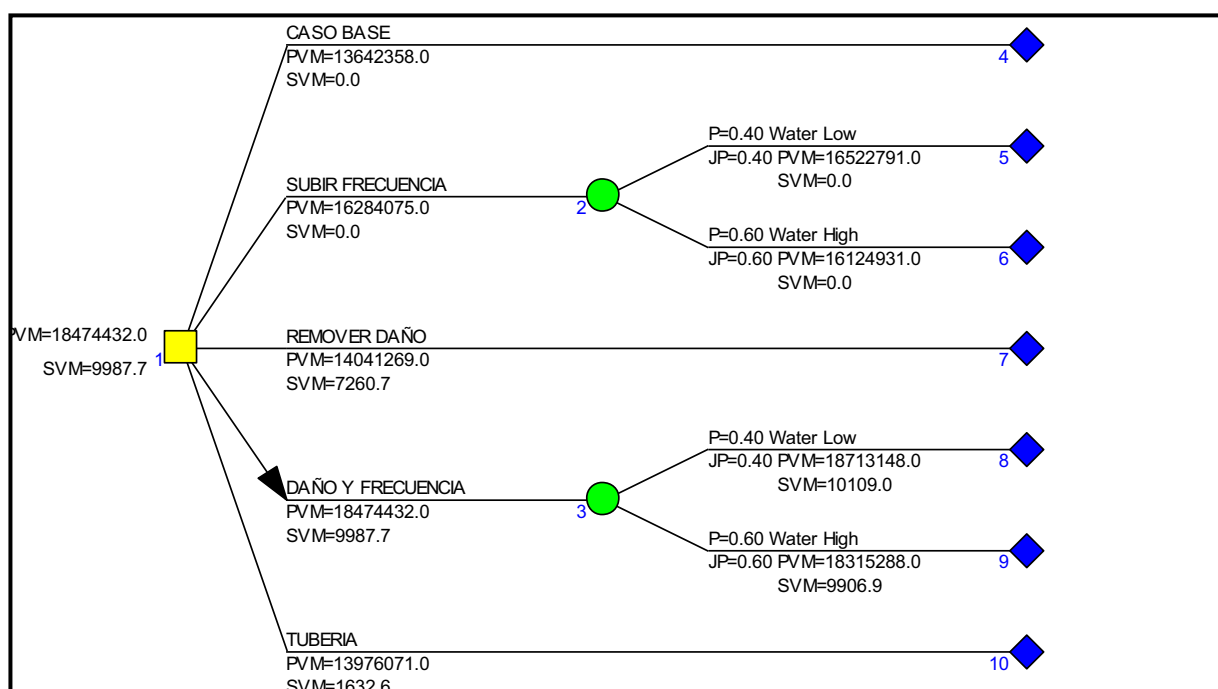 CASO BASE
PVM=13642358.0
SVM=0.0
4
P=0.40 Water Low
JP=0.40 PVM=16522791.0
SVM=0.0
5
SUBIR FRECUENCIA
PVM=16284075.0
SVM=0.0
2
P=0.60 Water High
JP=0.60 PVM=16124931.0
SVM=0.0
6
PVM=18474432.0
SVM=9987.7
1
REMOVER DAÑO
PVM=14041269.0
SVM=7260.7
7
P=0.40 Water Low
JP=0.40 PVM=18713148.0
SVM=10109.0
8
DAÑO Y FRECUENCIA
PVM=18474432.0
SVM=9987.7
3
P=0.60 Water High
JP=0.60 PVM=18315288.0
SVM=9906.9
9
TUBERIA
PVM=13976071.0
SVM=1632.6
10